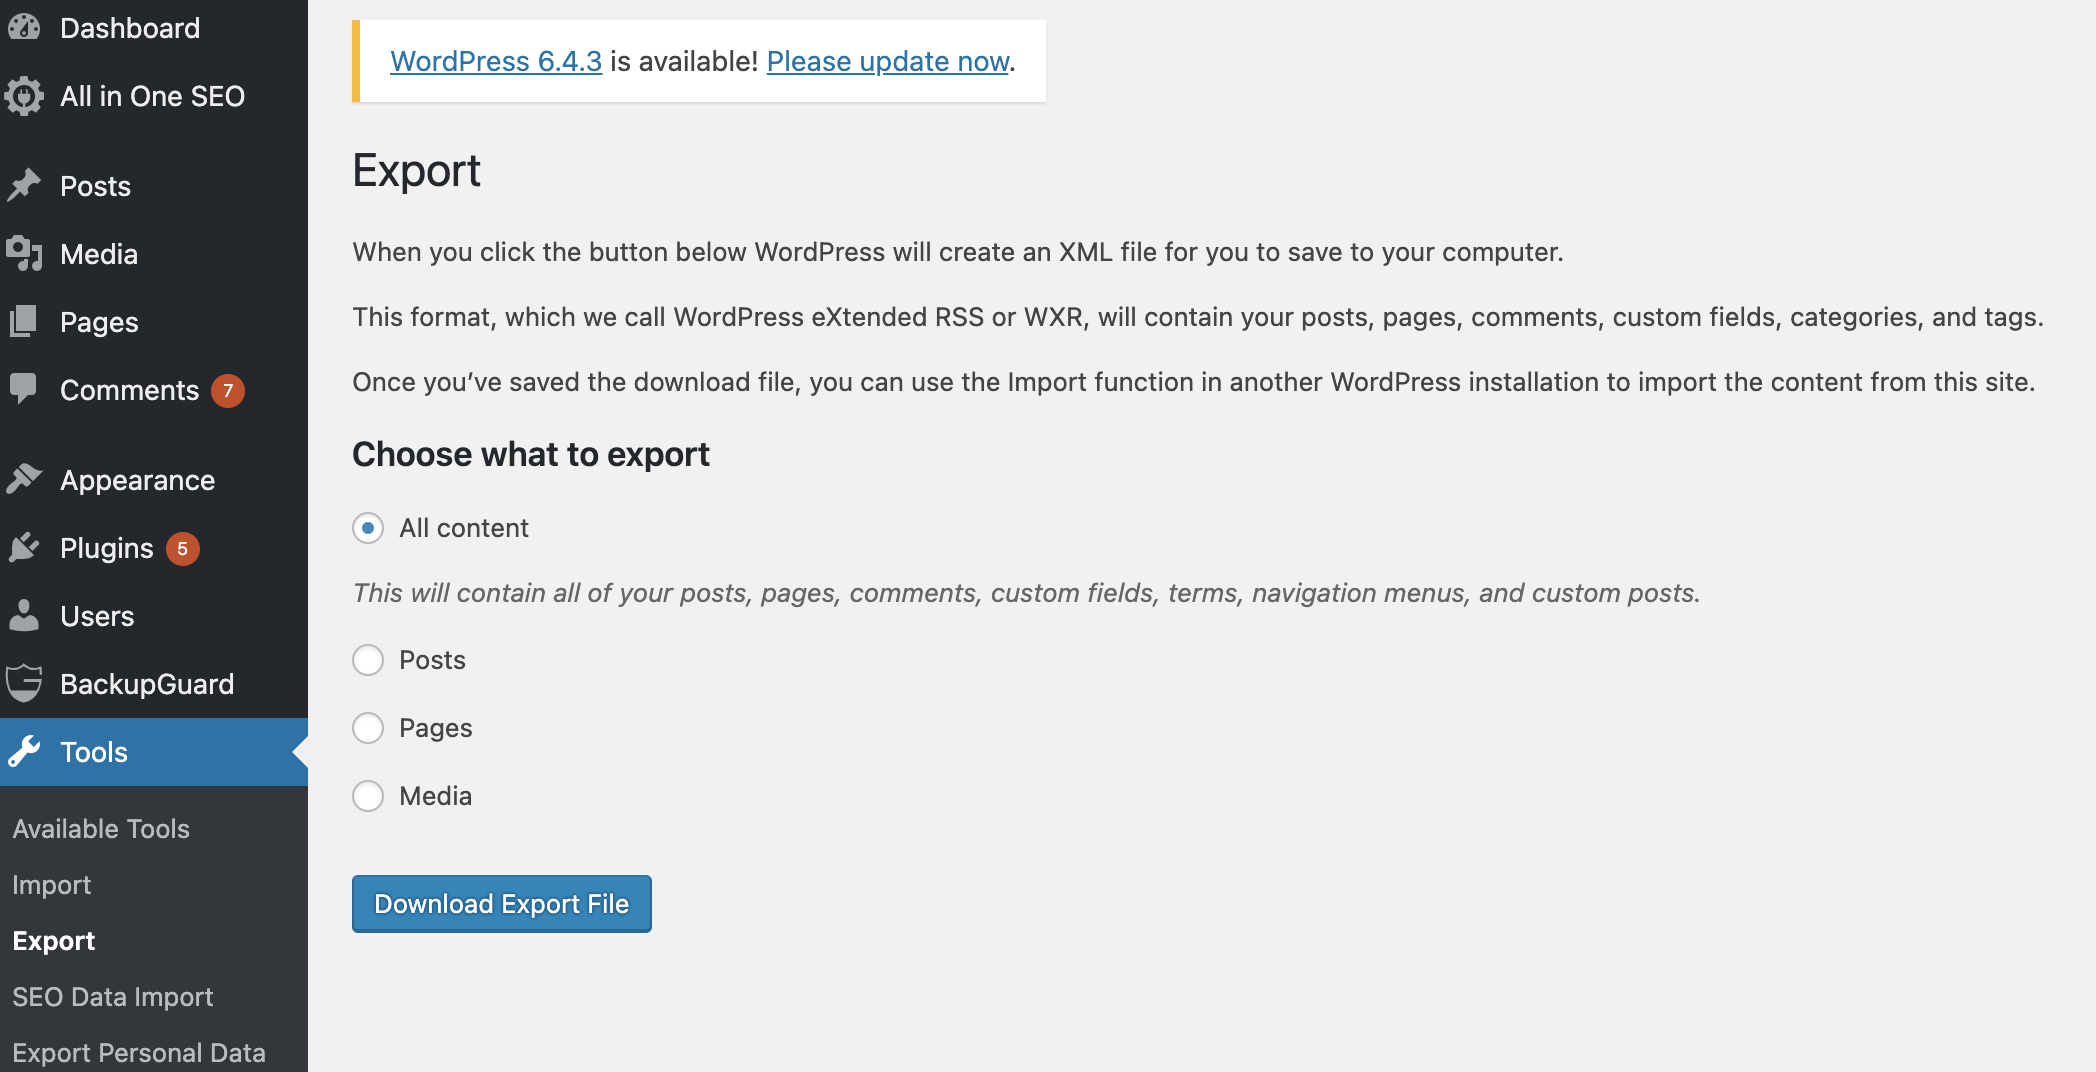 Dashboard
All in One SEO
Posts
Media
Pages
Comments 7
Appearance
Plugins 5
Users
BackupGuard
Tools
Available Tools
Import
Export
SEO Data Import
Export Personal Data
WordPress 6.4.3 is available! Please update now.
Export
When you click the button below WordPress will create an XML file for you to save to your computer.
This format, which we call WordPress eXtended RSS or WXR, will contain your posts, pages, comments, custom fields, categories, and tags.
Once you’ve saved the download file, you can use the Import function in another WordPress installation to import the content from this site.
Choose what to export
All content
This will contain all of your posts, pages, comments, custom fields, terms, navigation menus, and custom posts.
Posts
Pages
Media
Download Export File